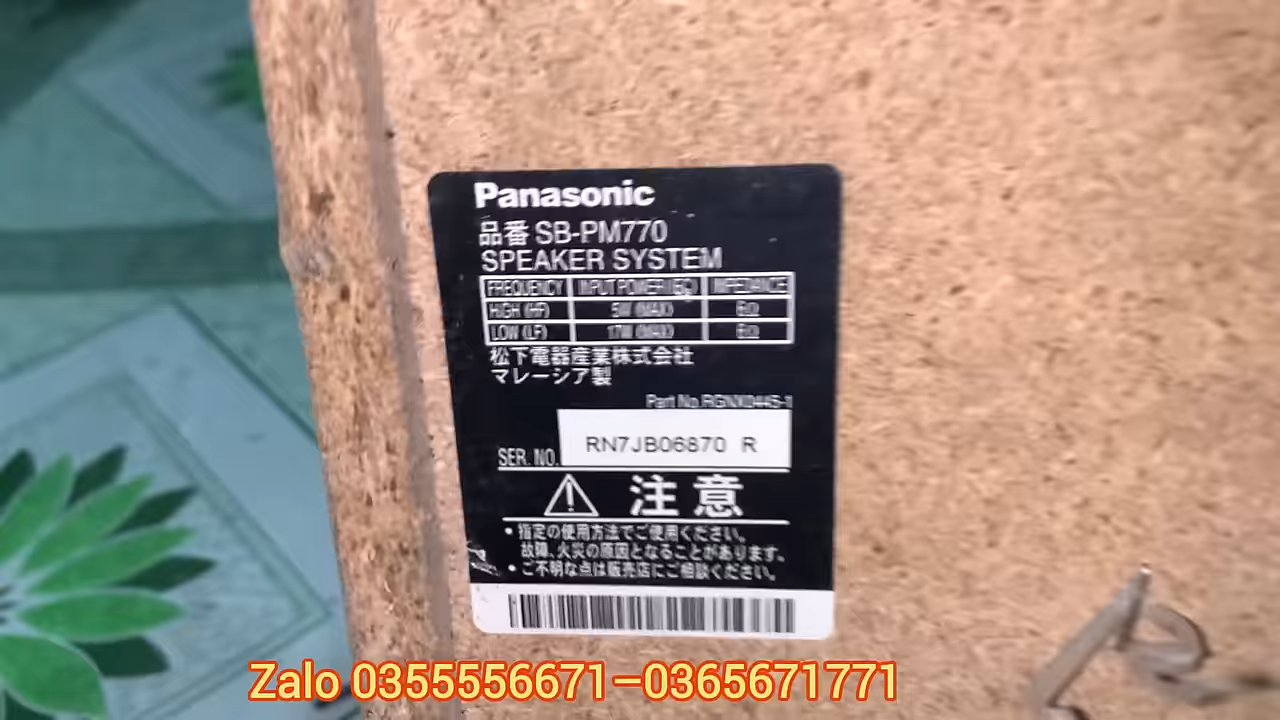 Panasonic
品番 SB-PM770
SPEAKER SYSTEM
FREQUENCY INPUT POWER (IEC) IMPEDANCE
HIGH (HF) 5W (MAX)
LOW (LF) 17W (MAX)
松下電器産業株式会社
マレーシア製
Part No.
SER. NO. RN7JB06870 R
注意
• 指定の使用方法でご使用ください。
故障、火災の原因となることがあります。
• ご不明な点は販売店にご相談ください。
Zalo 0355556671–0365671771